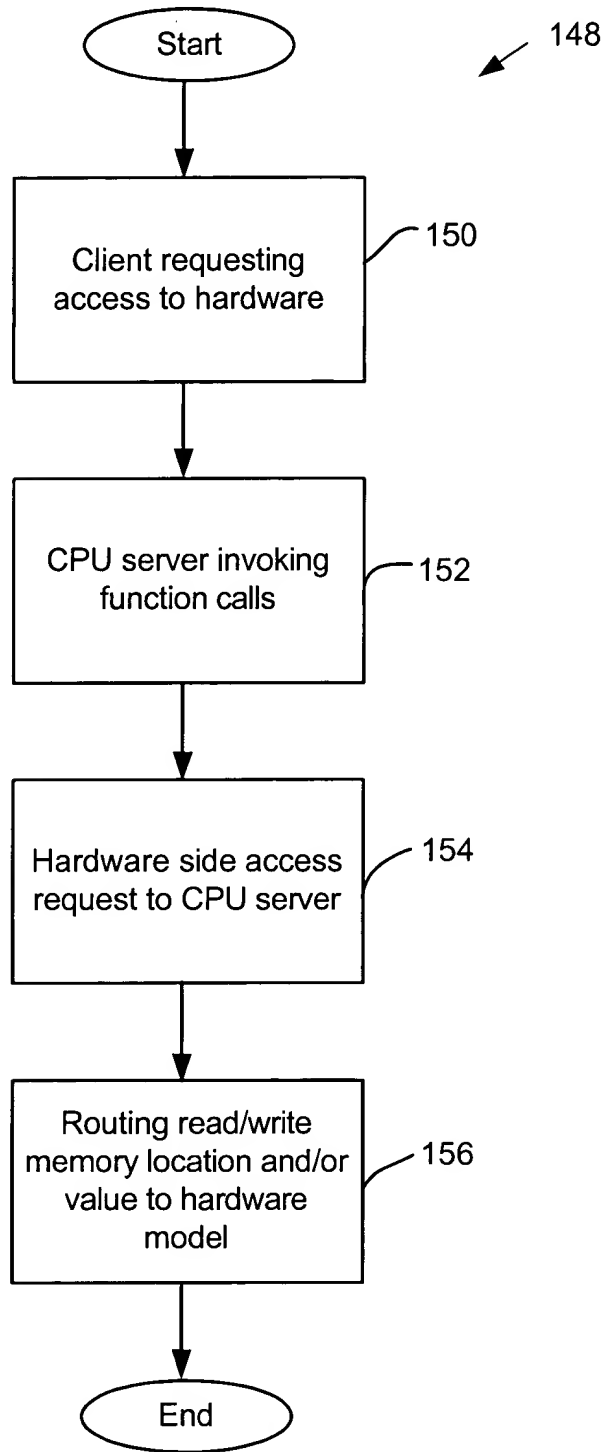 Start
148
Client requesting
access to hardware
150
CPU server invoking
function calls
152
Hardware side access
request to CPU server
154
Routing read/write
memory location and/or
value to hardware
model
156
End